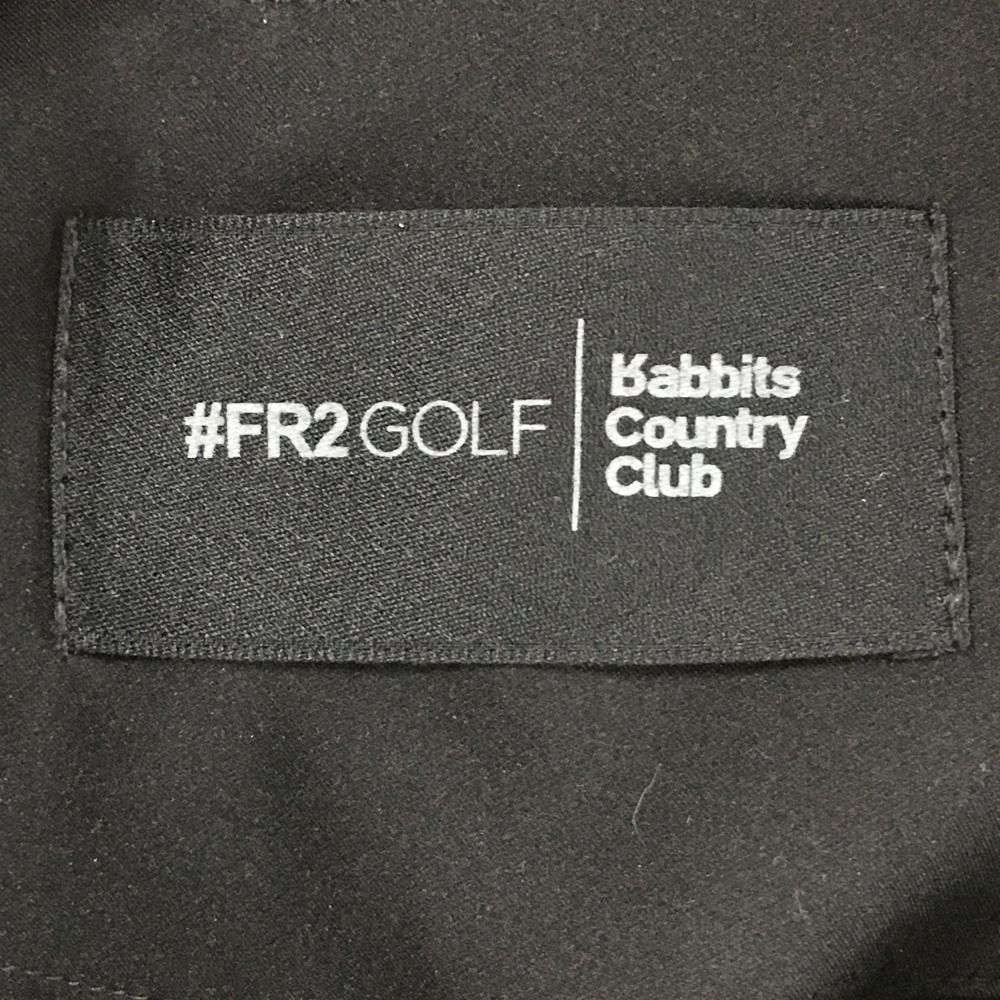 #FR2GOLF
Rabbits
Country
Club